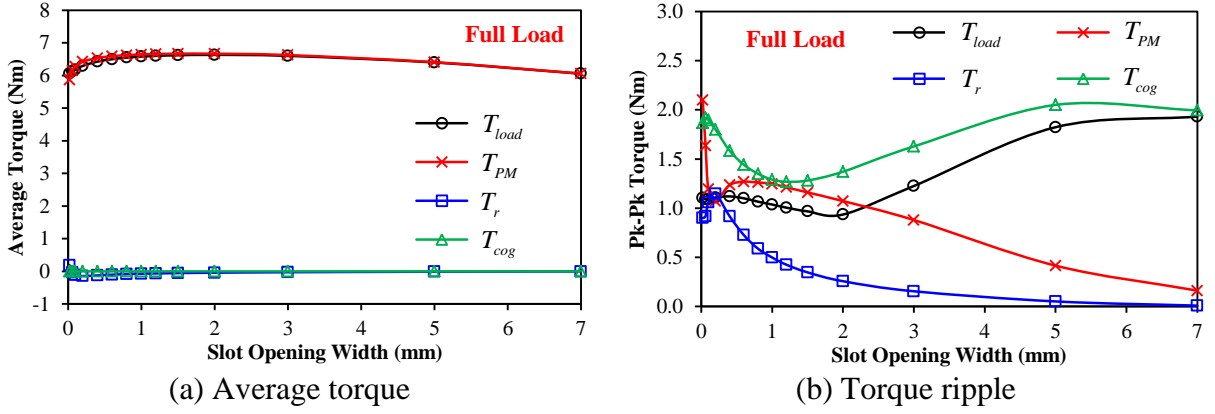 8
7
6
5
4
3
2
1
0
-1
Average Torque (Nm)
Full Load
T_load
T_PM
T_r
T_cog
0 1 2 3 4 5 6 7
Slot Opening Width (mm)
(a) Average torque
3.0
2.5
2.0
1.5
1.0
0.5
0.0
Pk-Pk Torque (Nm)
Full Load
T_load T_PM
T_r T_cog
0 1 2 3 4 5 6 7
Slot Opening Width (mm)
(b) Torque ripple